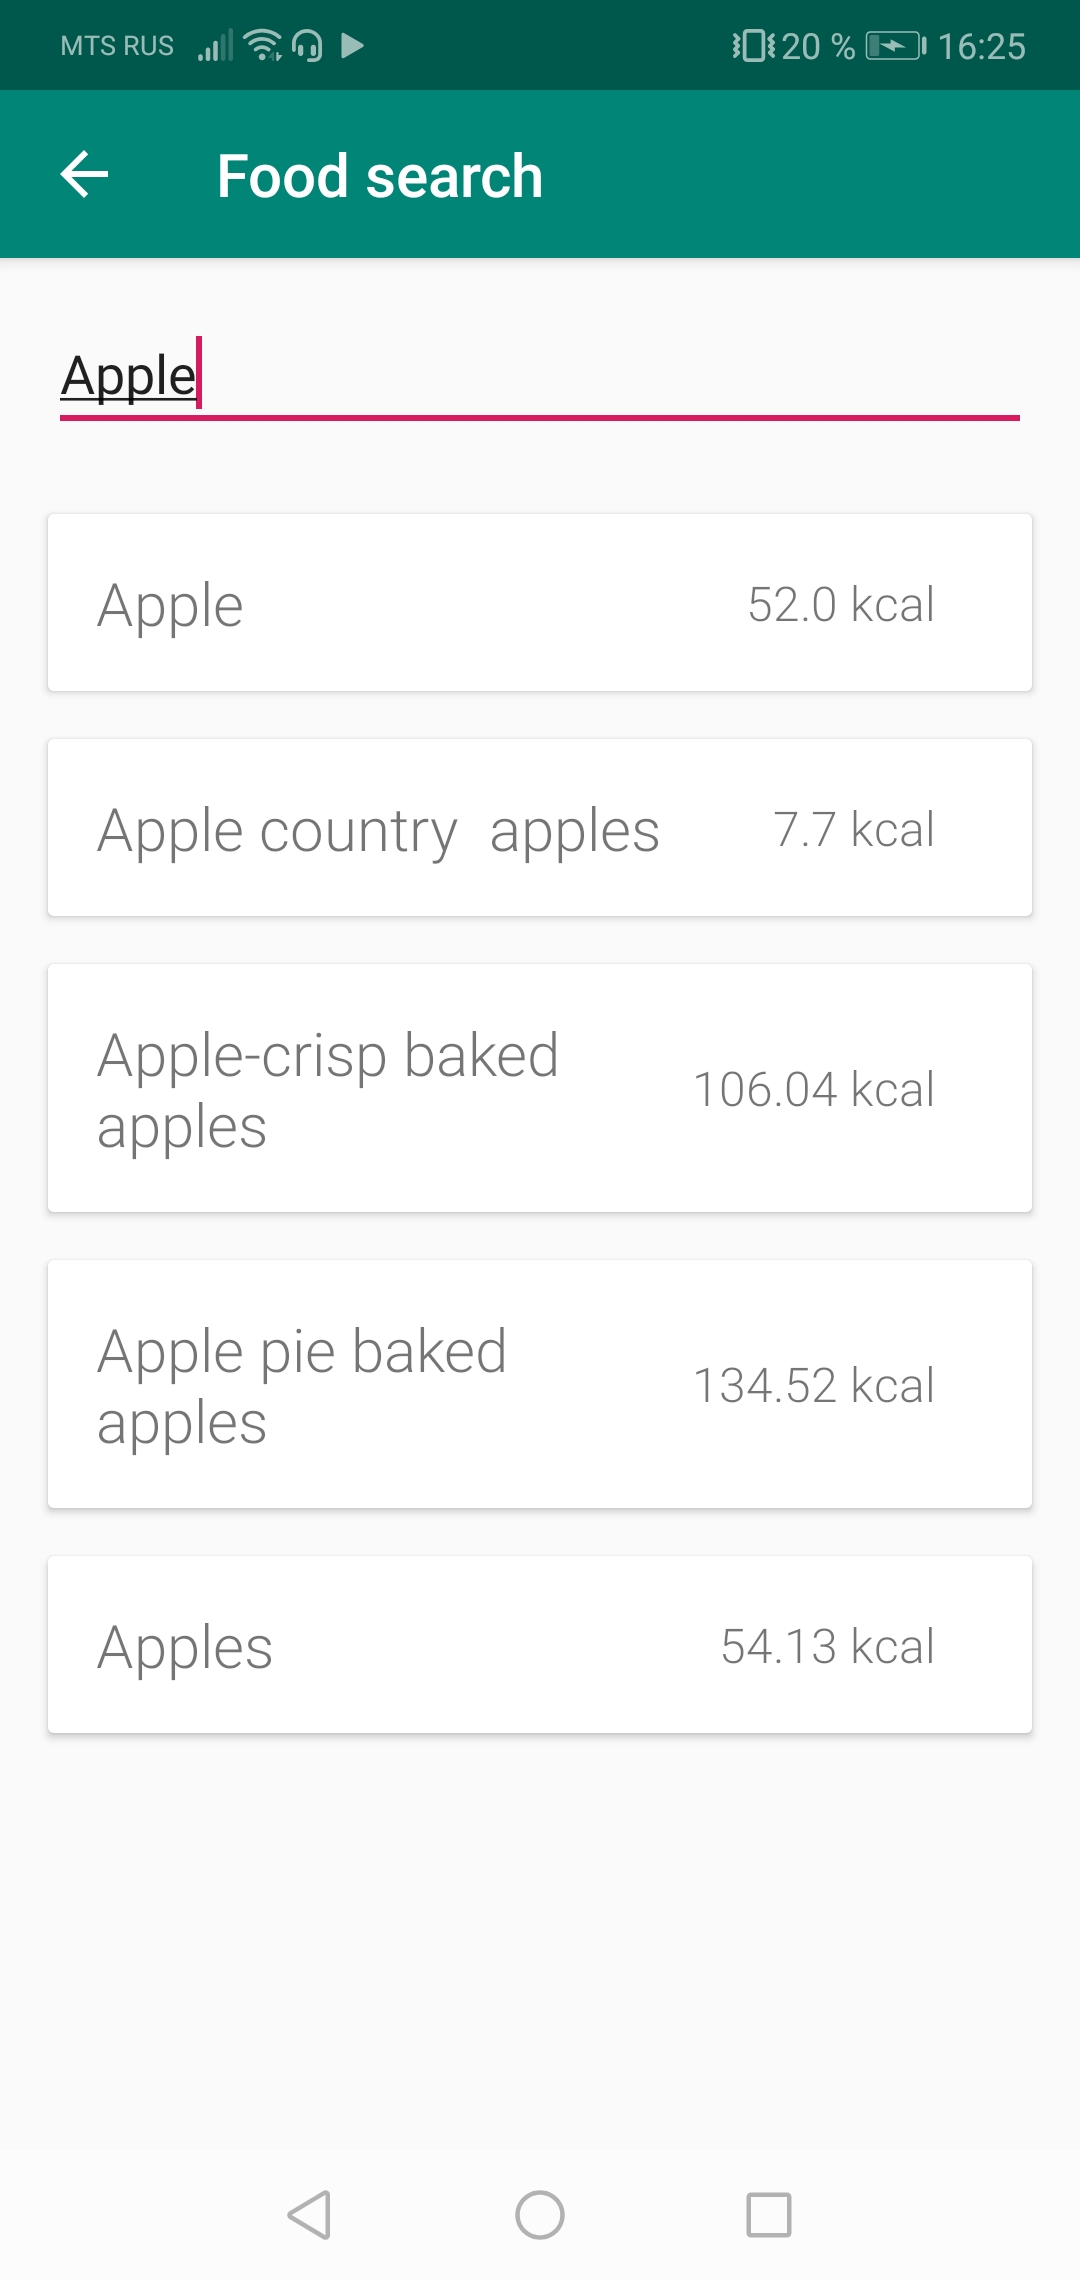 MTS RUS 20 % 16:25
Food search
Apple
Apple 52.0 kcal
Apple country  apples 7.7 kcal
Apple-crisp baked
apples
106.04 kcal
Apple pie baked
apples
134.52 kcal
Apples 54.13 kcal